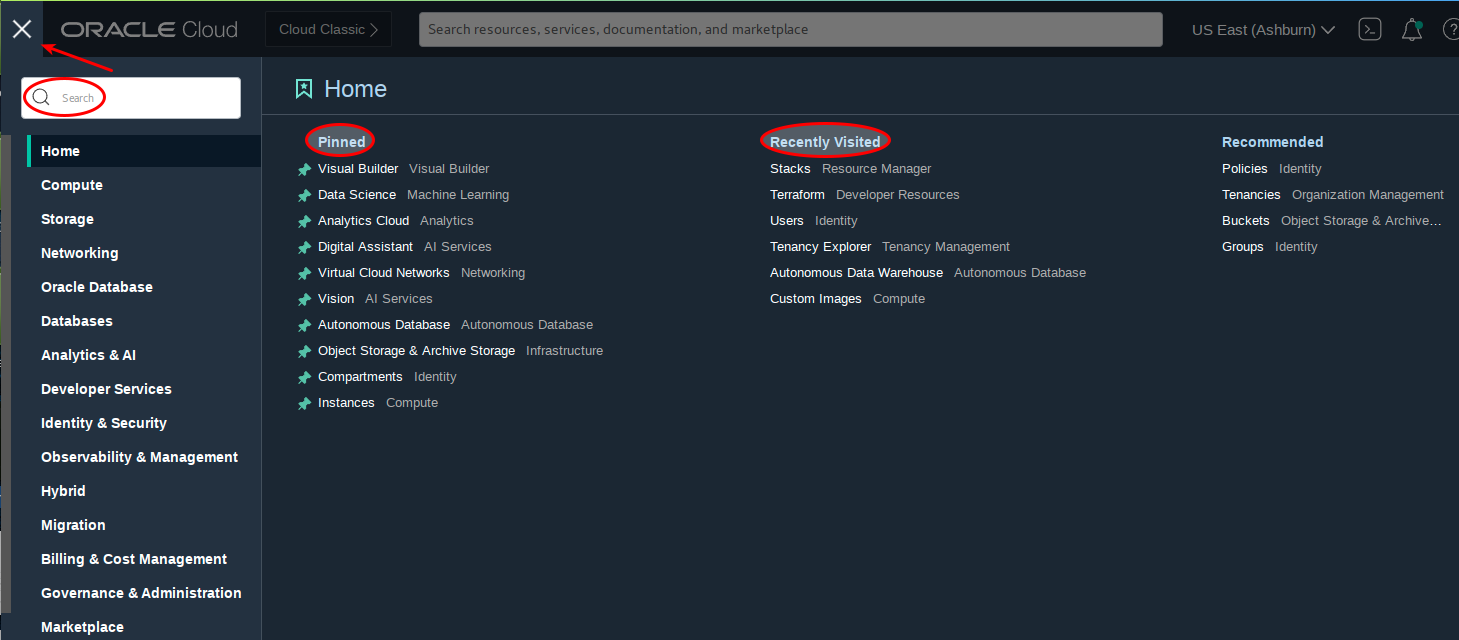 ORACLE Cloud
Cloud Classic
Search resources, services, documentation, and marketplace
US East (Ashburn)
Search
Home
Compute
Storage
Networking
Oracle Database
Databases
Analytics & AI
Developer Services
Identity & Security
Observability & Management
Hybrid
Migration
Billing & Cost Management
Governance & Administration
Marketplace
Home
Pinned
Visual Builder Visual Builder
Data Science Machine Learning
Analytics Cloud Analytics
Digital Assistant AI Services
Virtual Cloud Networks Networking
Vision AI Services
Autonomous Database Autonomous Database
Object Storage & Archive Storage Infrastructure
Compartments Identity
Instances Compute
Recently Visited
Stacks Resource Manager
Terraform Developer Resources
Users Identity
Tenancy Explorer Tenancy Management
Autonomous Data Warehouse Autonomous Database
Custom Images Compute
Recommended
Policies Identity
Tenancies Organization Management
Buckets Object Storage & Archive...
Groups Identity